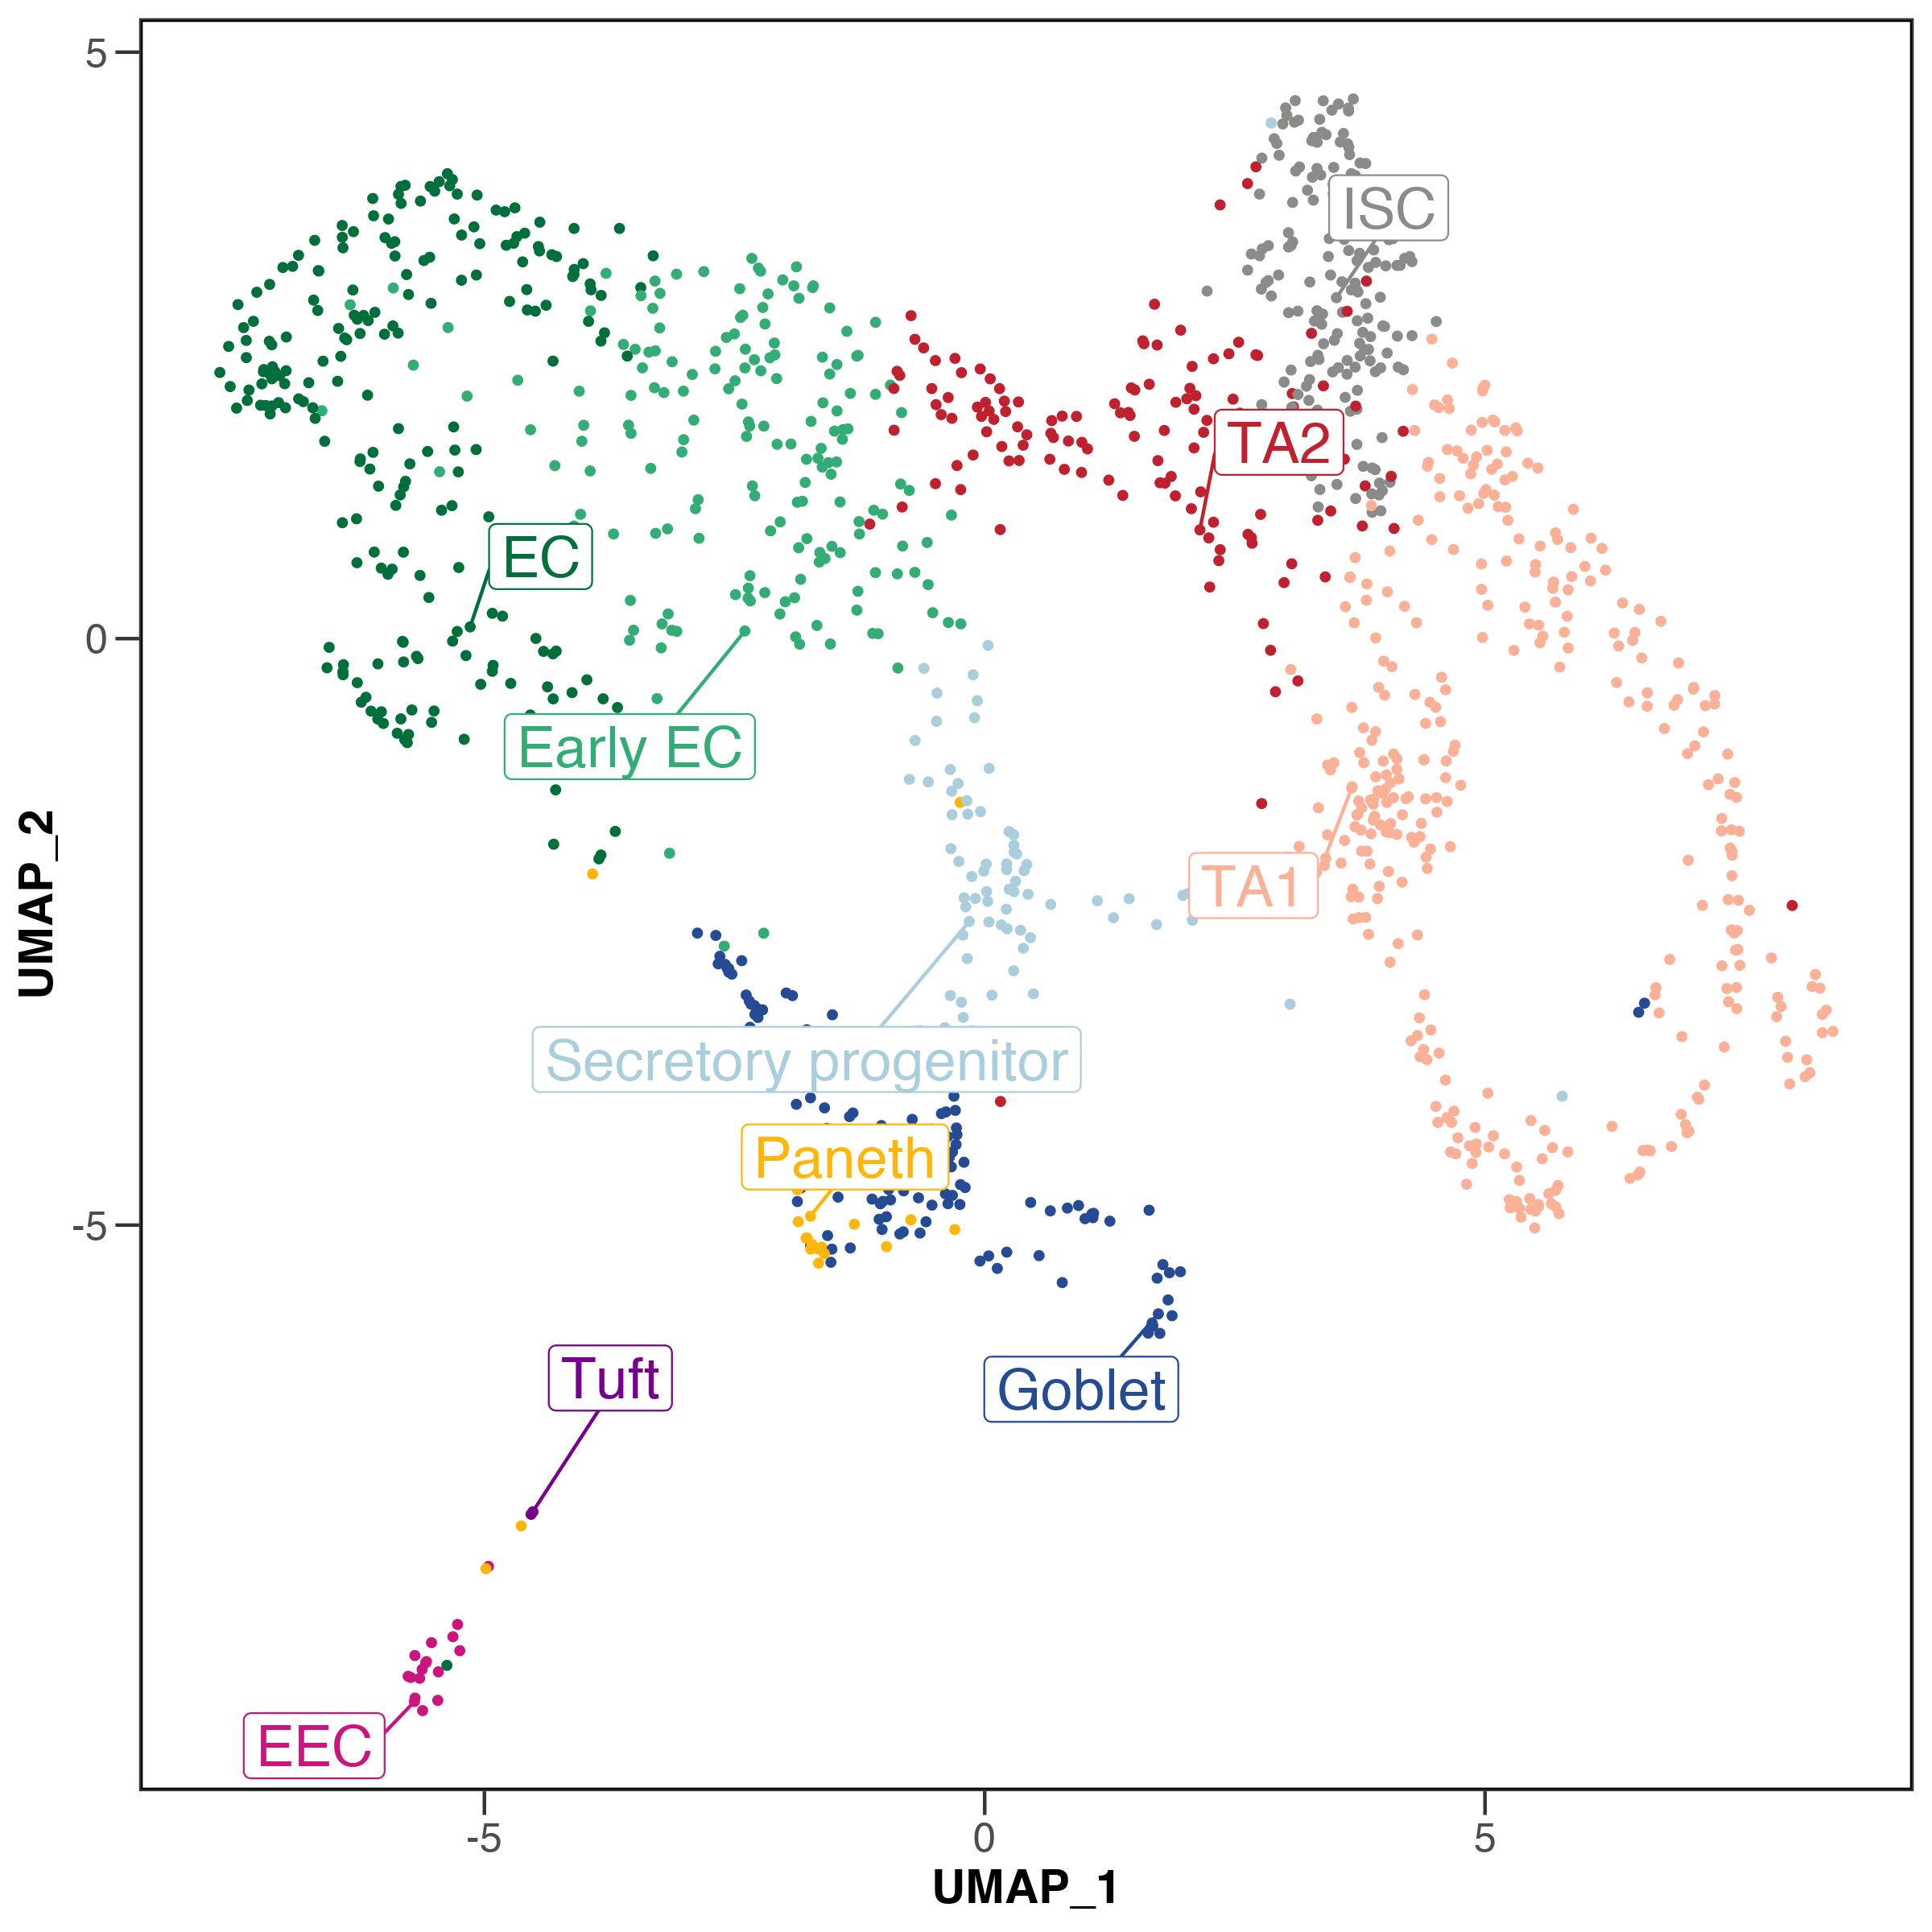 5
ISC
TA2
EC
0
Early EC
TA1
Secretory progenitor
Paneth
-5
Tuft
Goblet
EEC
-5
0
5
UMAP_1
UMAP_2